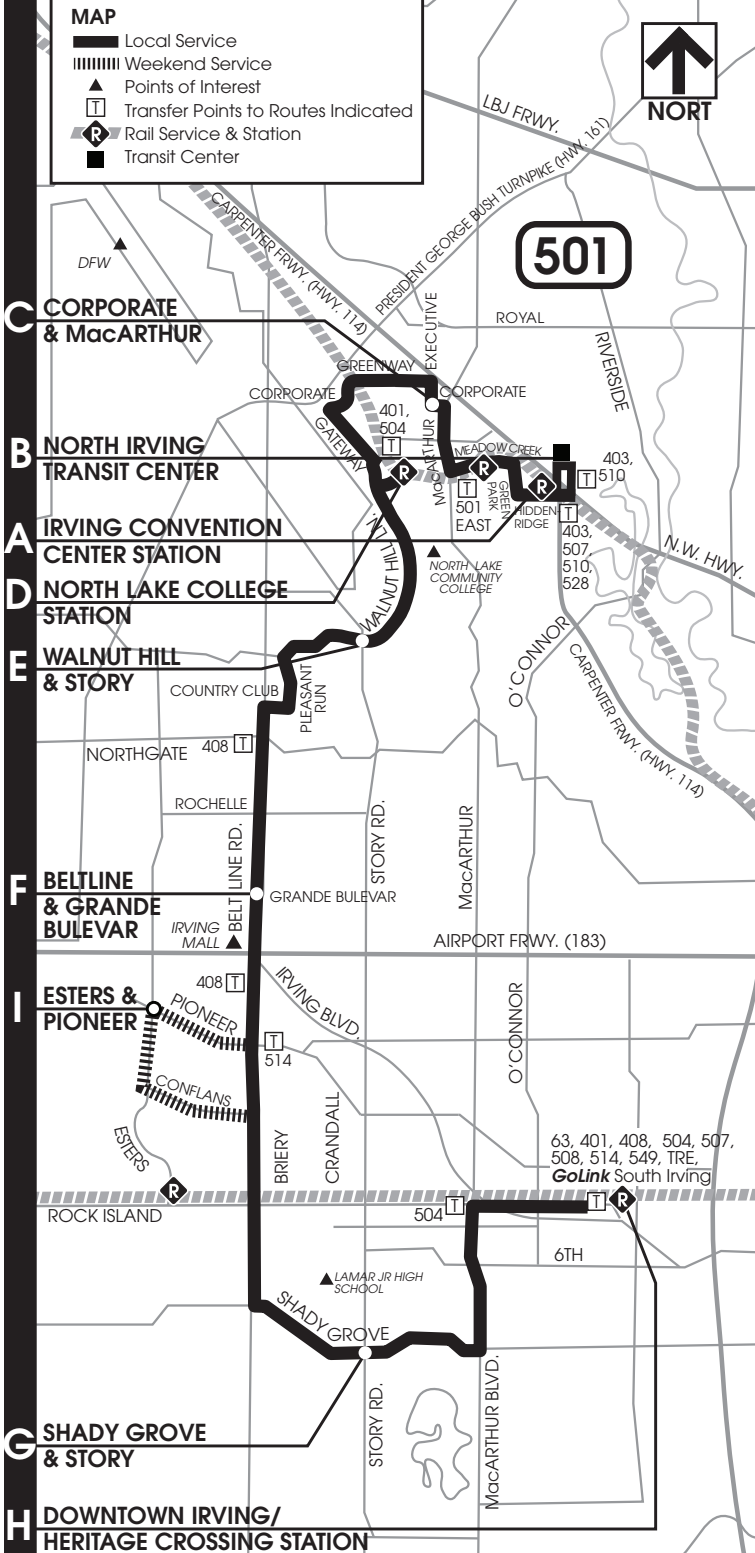 MAP
Local Service
Weekend Service
Points of Interest
T Transfer Points to Routes Indicated
R Rail Service & Station
Transit Center
NORT
LBJ FRWY.
PRESIDENT GEORGE BUSH TURNPIKE (HWY. 161)
CARPENTER FRWY. (HWY. 114)
501
DFW
C CORPORATE
& MacARTHUR
EXECUTIVE
ROYAL
RIVERSIDE
GREENWAY
CORPORATE
CORPORATE
GATEWAY
401,
504
T
R
MacARTHUR
MEADOW CREEK
R
B NORTH IRVING
TRANSIT CENTER
T
501
EAST
GREEN
PARK
R
HIDDEN
RIDGE
T 403,
510
T
403,
507,
510,
528
N.W. HWY.
A IRVING CONVENTION
CENTER STATION
NORTH LAKE
COMMUNITY
COLLEGE
D NORTH LAKE COLLEGE
STATION
WALNUT HILL LN.
O'CONNOR
CARPENTER FRWY. (HWY. 114)
E WALNUT HILL
& STORY
COUNTRY CLUB
PLEASANT
RUN
NORTHGATE
408 T
ROCHELLE
BELT LINE RD.
STORY RD.
MacARTHUR
F BELTLINE
& GRANDE
BULEVAR
GRANDE BULEVAR
IRVING
MALL
AIRPORT FRWY. (183)
408 T
IRVING BLVD.
I ESTERS &
PIONEER
PIONEER
T
514
O'CONNOR
CONFLANS
ESTERS
BRIERY
CRANDALL
63, 401, 408, 504, 507,
508, 514, 549, TRE,
GoLink South Irving
R
ROCK ISLAND
504 T
T R
6TH
LAMAR JR HIGH
SCHOOL
SHADY GROVE
STORY RD.
MacARTHUR BLVD.
G SHADY GROVE
& STORY
H DOWNTOWN IRVING/
HERITAGE CROSSING STATION